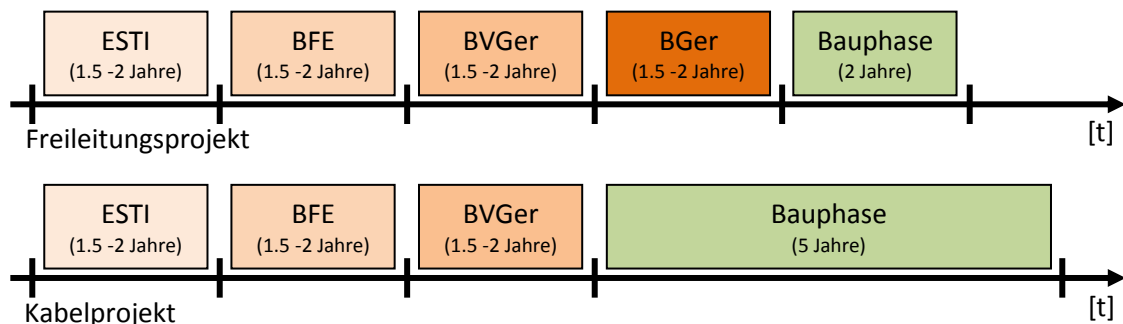 ESTI
(1.5 -2 Jahre)
BFE
(1.5 -2 Jahre)
BVGer
(1.5 -2 Jahre)
BGer
(1.5 -2 Jahre)
Bauphase
(2 Jahre)
Freileitungsprojekt
[t]
ESTI
(1.5 -2 Jahre)
BFE
(1.5 -2 Jahre)
BVGer
(1.5 -2 Jahre)
Bauphase
(5 Jahre)
Kabelprojekt
[t]